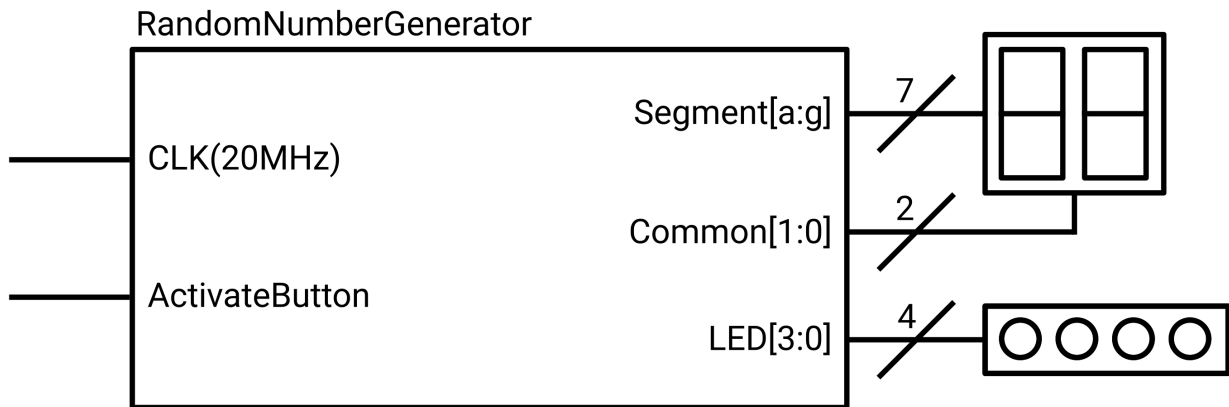 RandomNumberGenerator
CLK(20MHz)
ActivateButton
Segment[a:g]
7
Common[1:0]
2
LED[3:0]
4